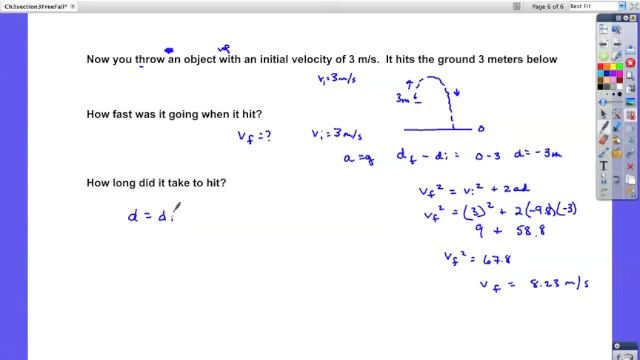 Ch3section3FreeFall*
Page 6 of 6
Best Fit
up
Now you throw an object with an initial velocity of 3 m/s. It hits the ground 3 meters below
vi = 3 m/s
3m
0
How fast was it going when it hit?
vf = ?
vi = 3 m/s
a = g
df - di = 0 - 3 d = -3m
How long did it take to hit?
vf² = vi² + 2ad
vf² = (3)² + 2(-9.8)(-3)
9 + 58.8
vf² = 67.8
vf = 8.23 m/s
d = di